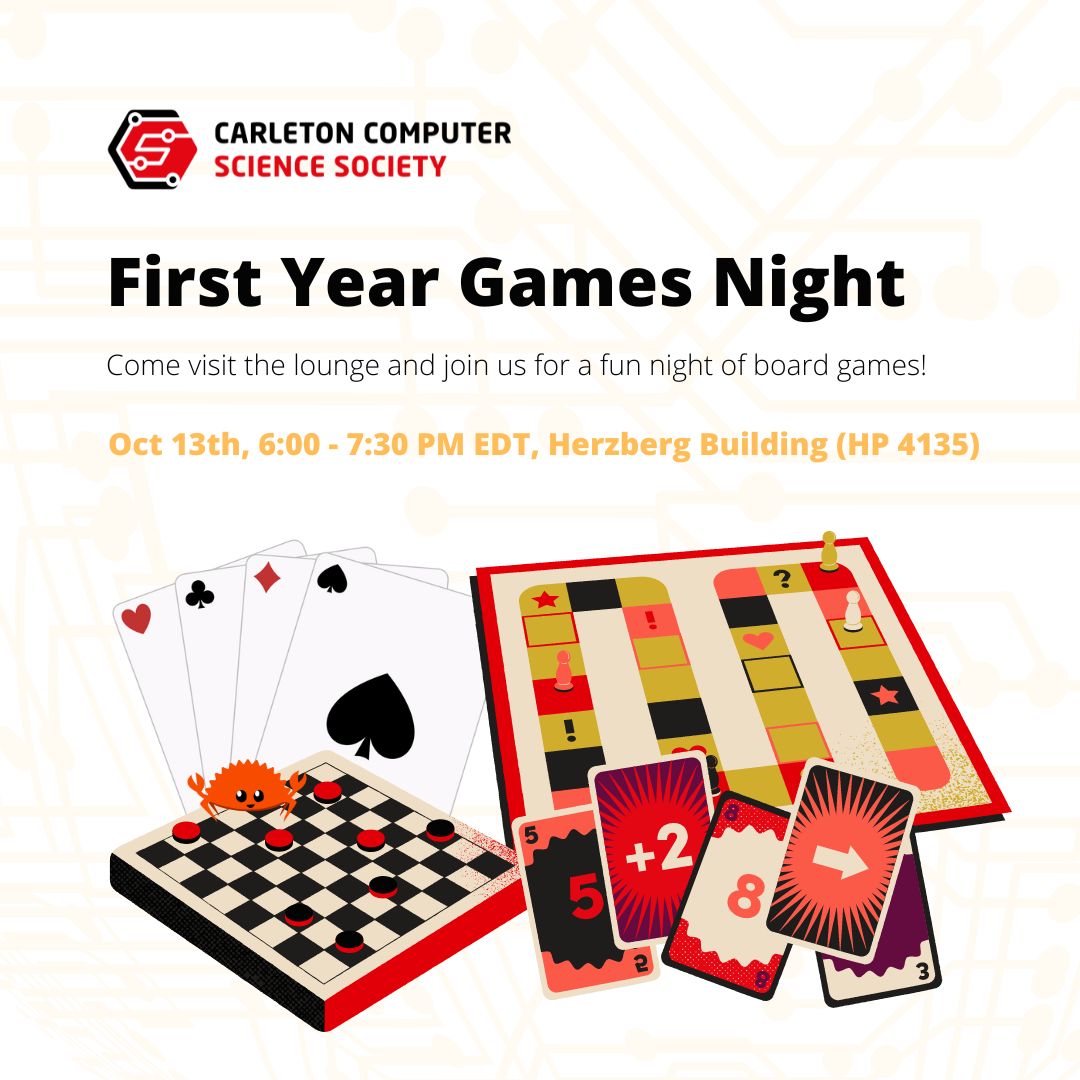 CARLETON COMPUTER
SCIENCE SOCIETY
First Year Games Night
Come visit the lounge and join us for a fun night of board games!
Oct 13th, 6:00 - 7:30 PM EDT, Herzberg Building (HP 4135)
?
!
!
5
+2
8
5
8
2
8
3